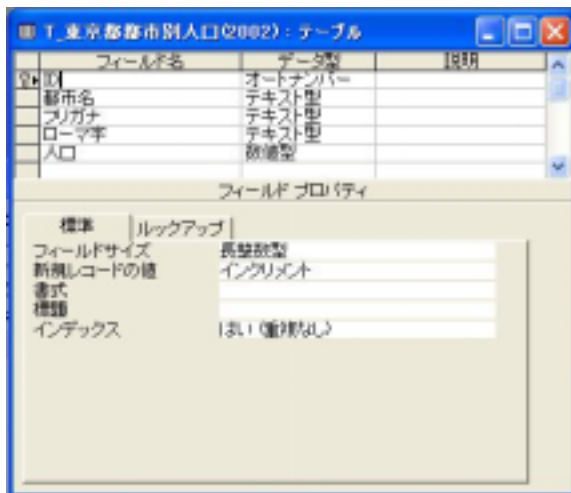 T_東京都都市別人口(2002) : テーブル
フィールド名 データ型 説明
ID オートナンバー
都市名 テキスト型
フリガナ テキスト型
ローマ字 テキスト型
人口 数値型
フィールド プロパティ
標準 ルックアップ
フィールドサイズ 長整数型
新規レコードの値 インクリメント
書式
標題
インデックス はい (重複なし)